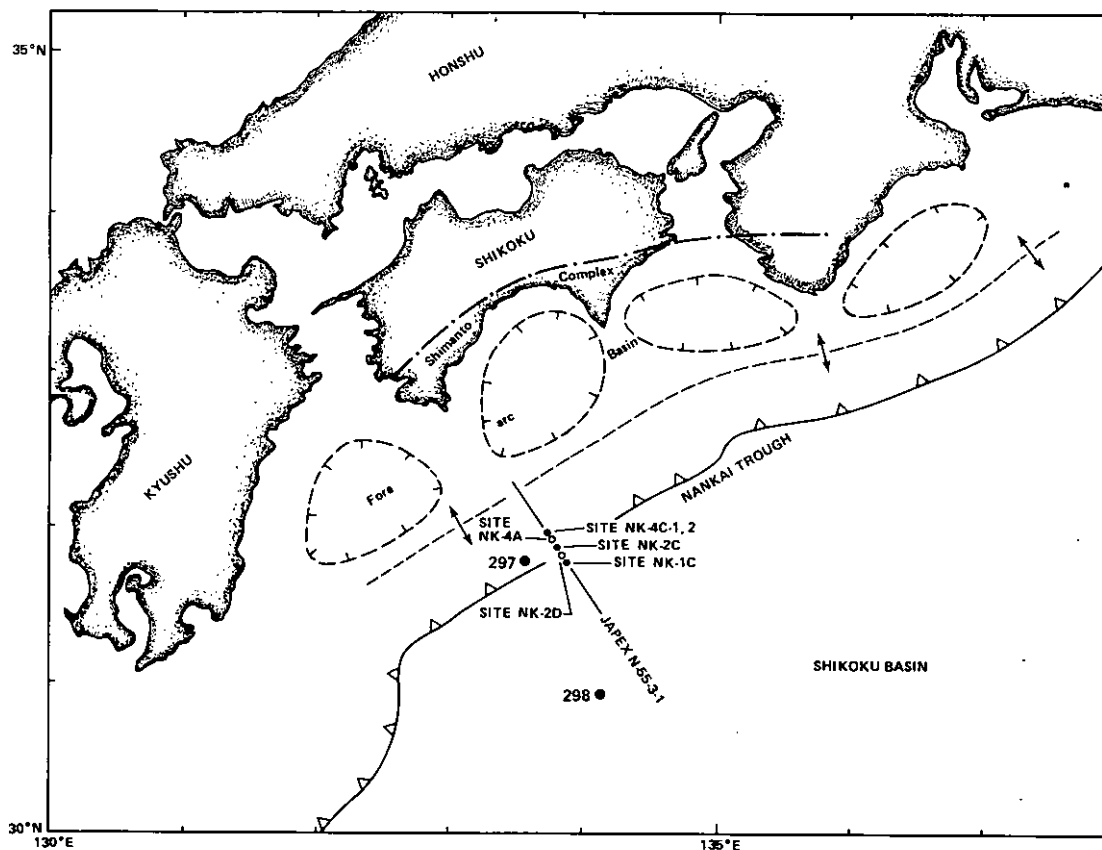 35°N
HONSHU
SHIKOKU
Complex
Shimanto
Basin
arc
NANKAI TROUGH
KYUSHU
Fore
SITE
NK-4A
SITE NK-4C-1, 2
SITE NK-2C
297
SITE NK-1C
SITE NK-2D
JAPEX N-55-3-1
SHIKOKU BASIN
298
30°N
130°E
135°E